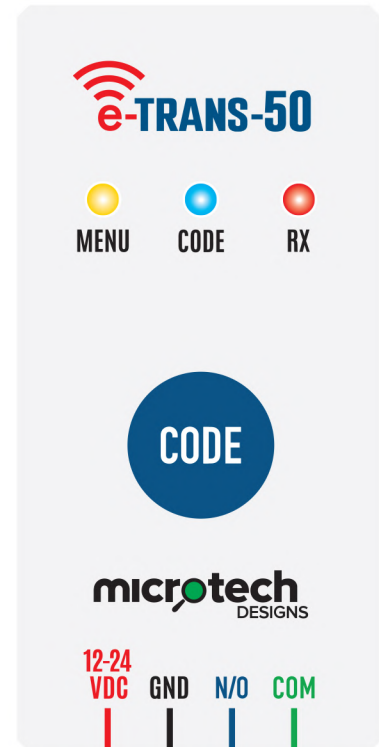 e-TRANS-50
MENU CODE RX
CODE
microtech
DESIGNS
12-24
VDC GND N/O COM